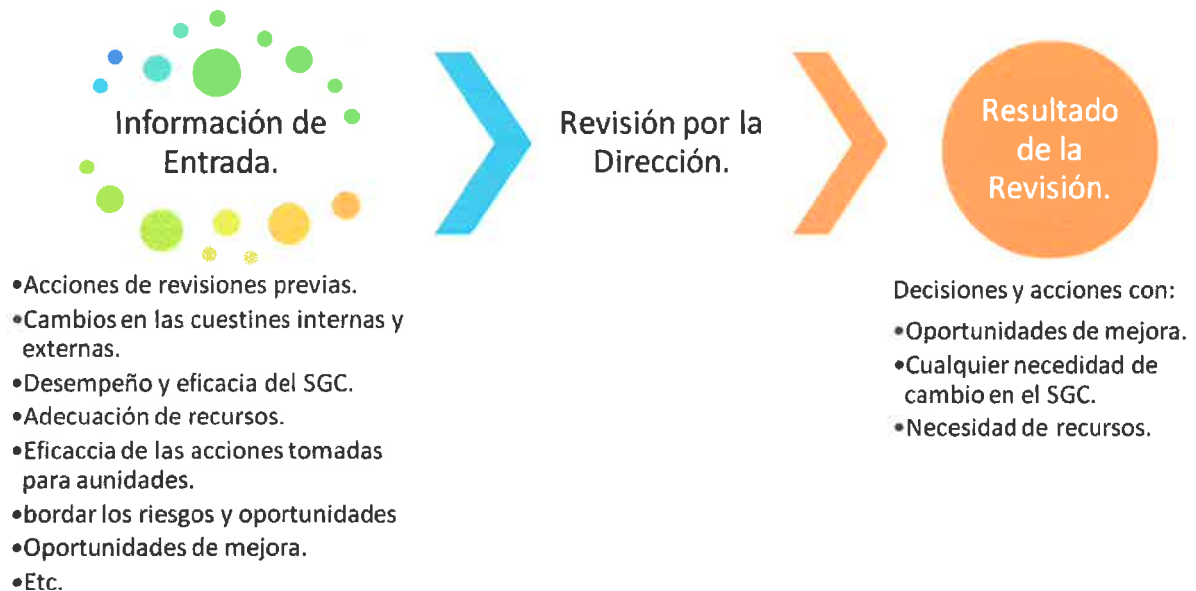 Información de
Entrada.
•Acciones de revisiones previas.
•Cambios en las cuestines internas y
externas.
•Desempeño y eficacia del SGC.
•Adecuación de recursos.
•Eficaccia de las acciones tomadas
para aunidades.
•bordar los riesgos y oportunidades
•Oportunidades de mejora.
•Etc.
Revisión por la
Dirección.
Resultado
de la
Revisión.
Decisiones y acciones con:
•Oportunidades de mejora.
•Cualquier necedidad de
cambio en el SGC.
•Necesidad de recursos.